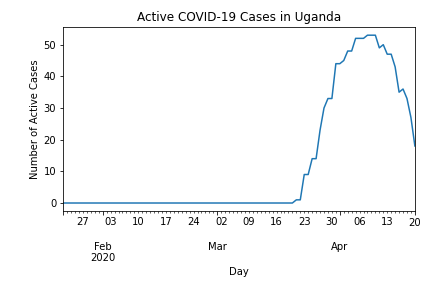 Active COVID-19 Cases in Uganda
50
40
30
20
10
0
Number of Active Cases
27 03 10 17 24 02 09 16 23 30 06 13 20
Feb Mar Apr
2020
Day